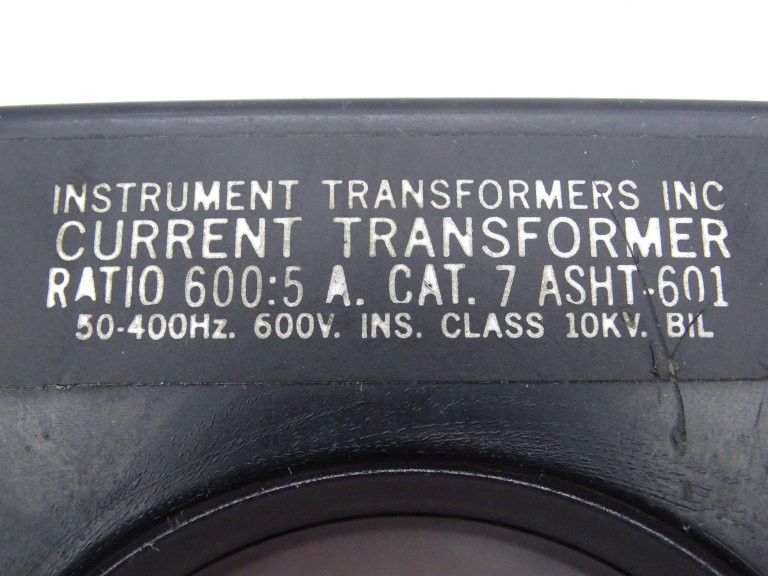 INSTRUMENT TRANSFORMERS INC
CURRENT TRANSFORMER
RATIO 600:5 A. CAT. 7 ASHT-601
50-400Hz. 600V. INS. CLASS 10KV. BIL